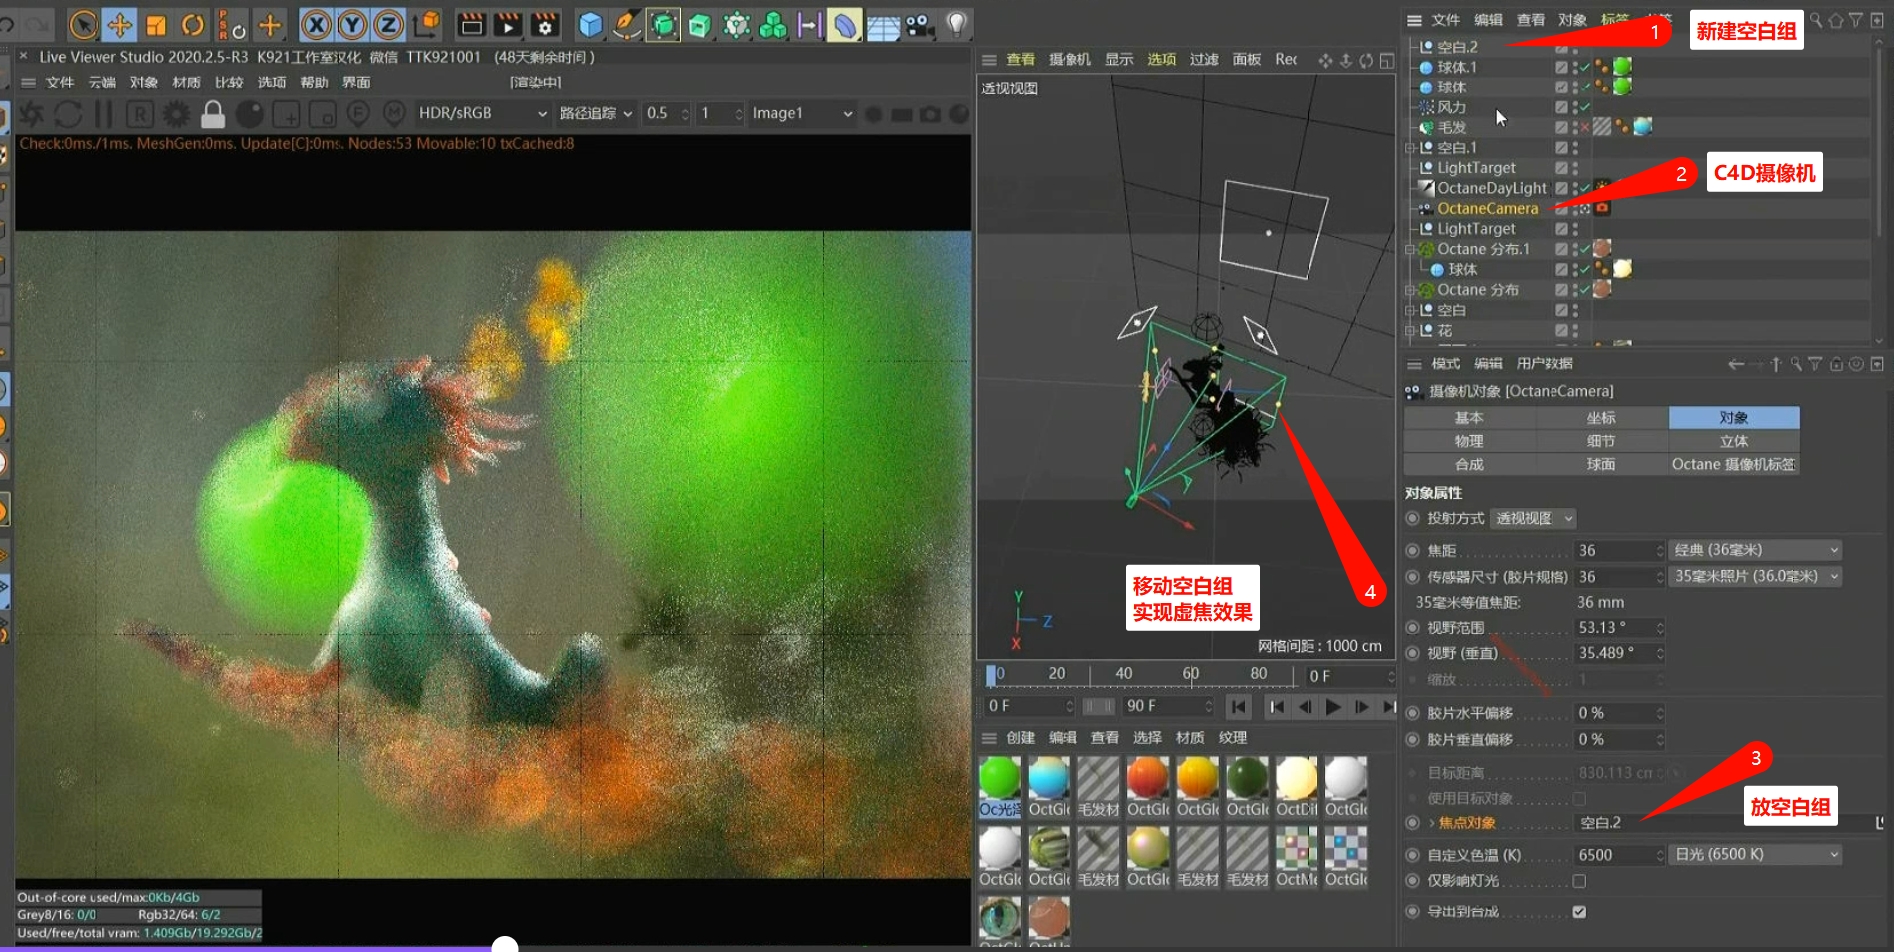 Live Viewer Studio 2020.2.5-R3 K921工作室汉化 微信 TTK921001 (48天剩余时间)
文件 云端 对象 材质 比较 选项 帮助 界面
[渲染中]
HDR/sRGB 路径追踪 0.5 1 Image1
Check:0ms./1ms. MeshGen:0ms. Update[C]:0ms. Nodes:53 Movable:10 txCached:8
Out-of-core used/max:0Kb/4Gb
Grey8/16: 0/0 Rgb32/64: 6/2
Used/free/total vram: 1.409Gb/19.292Gb/2
PSR
X Y Z
查看 摄像机 显示 选项 过滤 面板 Rec
透视视图
移动空白组
实现虚焦效果
4
Y
Z
X
网格间距 : 1000 cm
0 20 40 60 80 0 F
0 F 90 F
创建 编辑 查看 选择 材质 纹理
Oc光泽 OctGlo 毛发材 OctGlo OctGlo OctGlo OctDif OctGlo
OctGlo OctGlo 毛发材 OctGlo 毛发材 毛发材 OctMe OctGlo
文件 编辑 查看 对象 标签 书签
1
新建空白组
空白.2
球体.1
球体
风力
毛发
空白.1
LightTarget
OctaneDayLight
OctaneCamera
2
C4D摄像机
LightTarget
Octane 分布.1
球体
Octane 分布
空白
花
模式 编辑 用户数据
摄像机对象 [OctaneCamera]
基本 坐标 对象
物理 细节 立体
合成 球面 Octane 摄像机标签
对象属性
投射方式 透视视图
焦距 36 经典 (36毫米)
传感器尺寸 (胶片规格) 36 35毫米照片 (36.0毫米)
35毫米等值焦距: 36 mm
视野范围 53.13 °
视野 (垂直) 35.489 °
缩放 1
胶片水平偏移 0 %
胶片垂直偏移 0 %
目标距离 830.113 cm
使用目标对象
焦点对象 空白.2
3
放空白组
自定义色温 (K) 6500 日光 (6500 K)
仅影响灯光
导出到合成